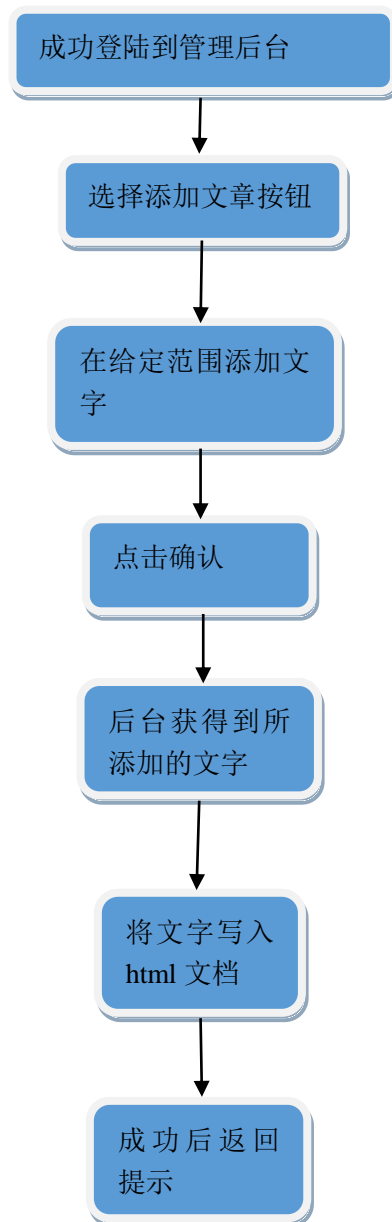 成功登陆到管理后台
选择添加文章按钮
在给定范围添加文
字
点击确认
后台获得到所
添加的文字
将文字写入
html 文档
成功后返回
提示